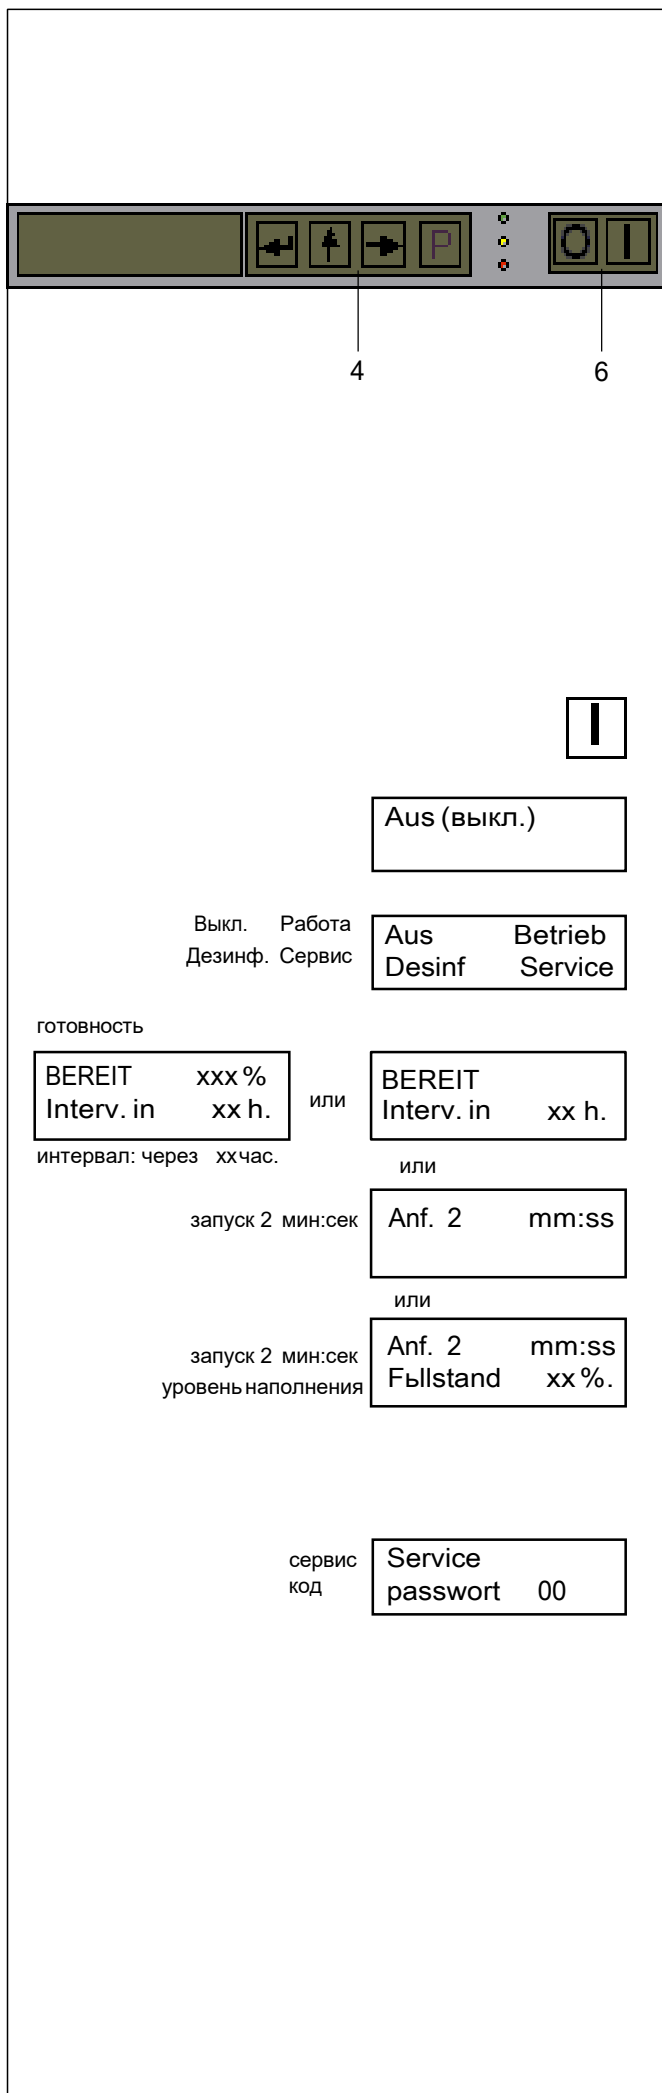 P O I
4 6
I
Aus (выкл.)
Выкл. Работа
Дезинф. Сервис
Aus Betrieb
Desinf Service
готовность
BEREIT xxx %
Interv. in xx h.
или
BEREIT
Interv. in xx h.
интервал: через xx час.
или
запуск 2 мин:сек
Anf. 2 mm:ss
или
запуск 2 мин:сек
уровень наполнения
Anf. 2 mm:ss
Fьllstand xx %.
сервис
код
Service
passwort 00